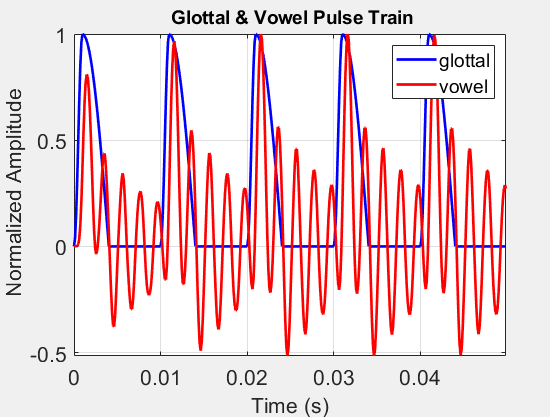 Glottal & Vowel Pulse Train
glottal
vowel
Normalized Amplitude
1
0.5
0
-0.5
0
0.01
0.02
0.03
0.04
Time (s)